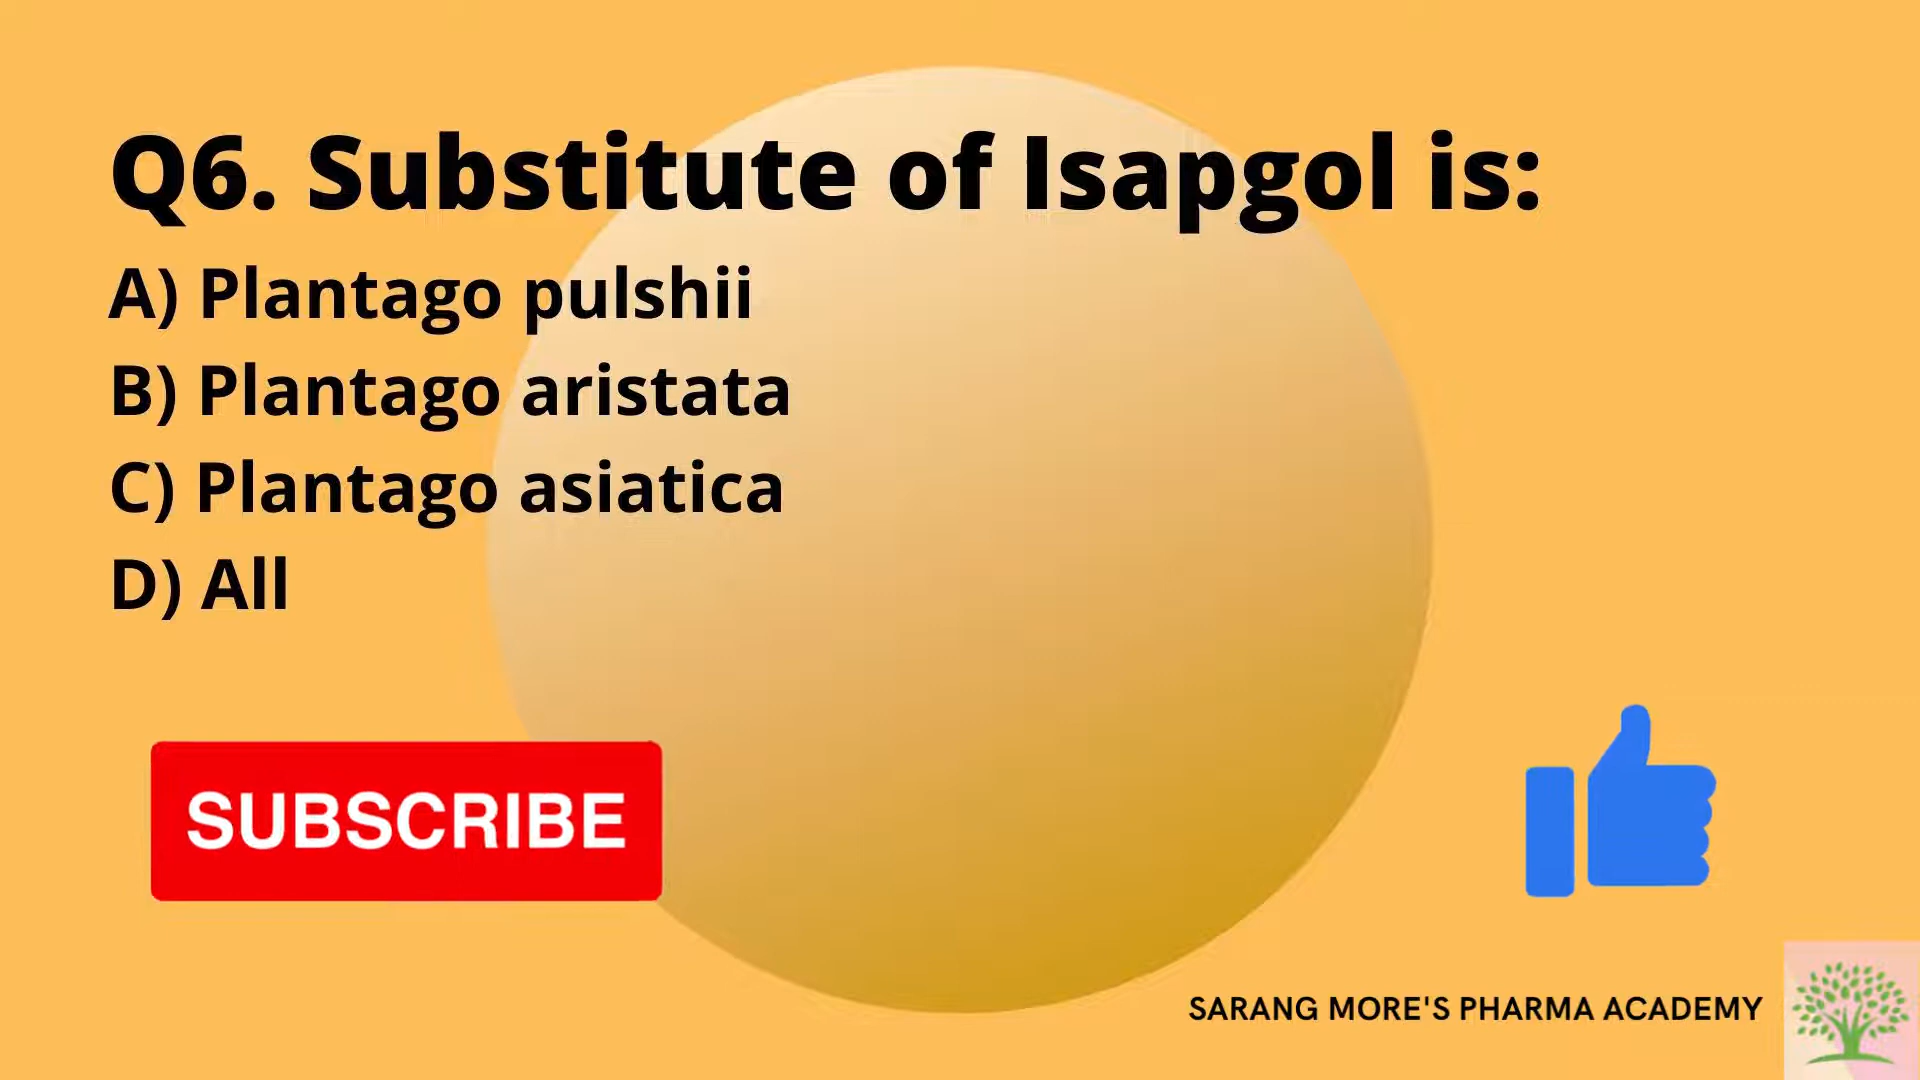 Q6. Substitute of Isapgol is:
A) Plantago pulshii
B) Plantago aristata
C) Plantago asiatica
D) All
SUBSCRIBE
SARANG MORE'S PHARMA ACADEMY